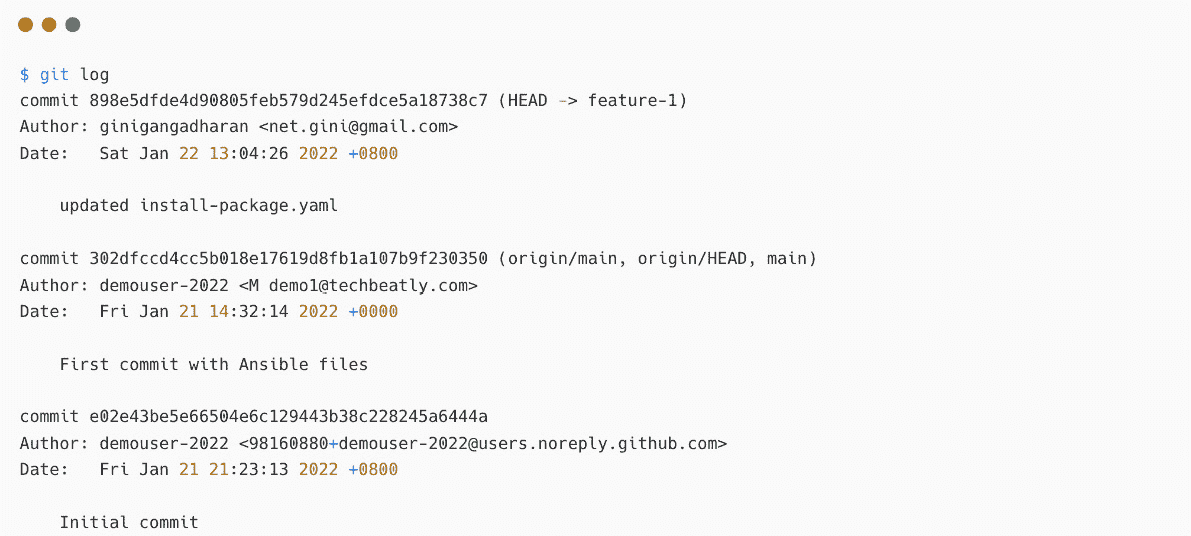 $ git log
commit 898e5dfde4d90805feb579d245efdce5a18738c7 (HEAD -> feature-1)
Author: ginigangadharan <net.gini@gmail.com>
Date:   Sat Jan 22 13:04:26 2022 +0800
    updated install-package.yaml
commit 302dfccd4cc5b018e17619d8fb1a107b9f230350 (origin/main, origin/HEAD, main)
Author: demouser-2022 <M demo1@techbeatly.com>
Date:   Fri Jan 21 14:32:14 2022 +0000
    First commit with Ansible files
commit e02e43be5e66504e6c129443b38c228245a6444a
Author: demouser-2022 <98160880+demouser-2022@users.noreply.github.com>
Date:   Fri Jan 21 21:23:13 2022 +0800
    Initial commit